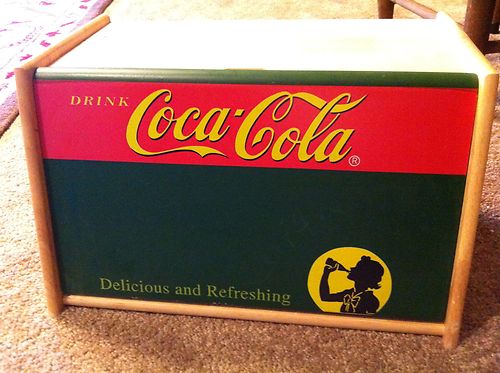 DRINK
Coca-Cola®
Delicious and Refreshing